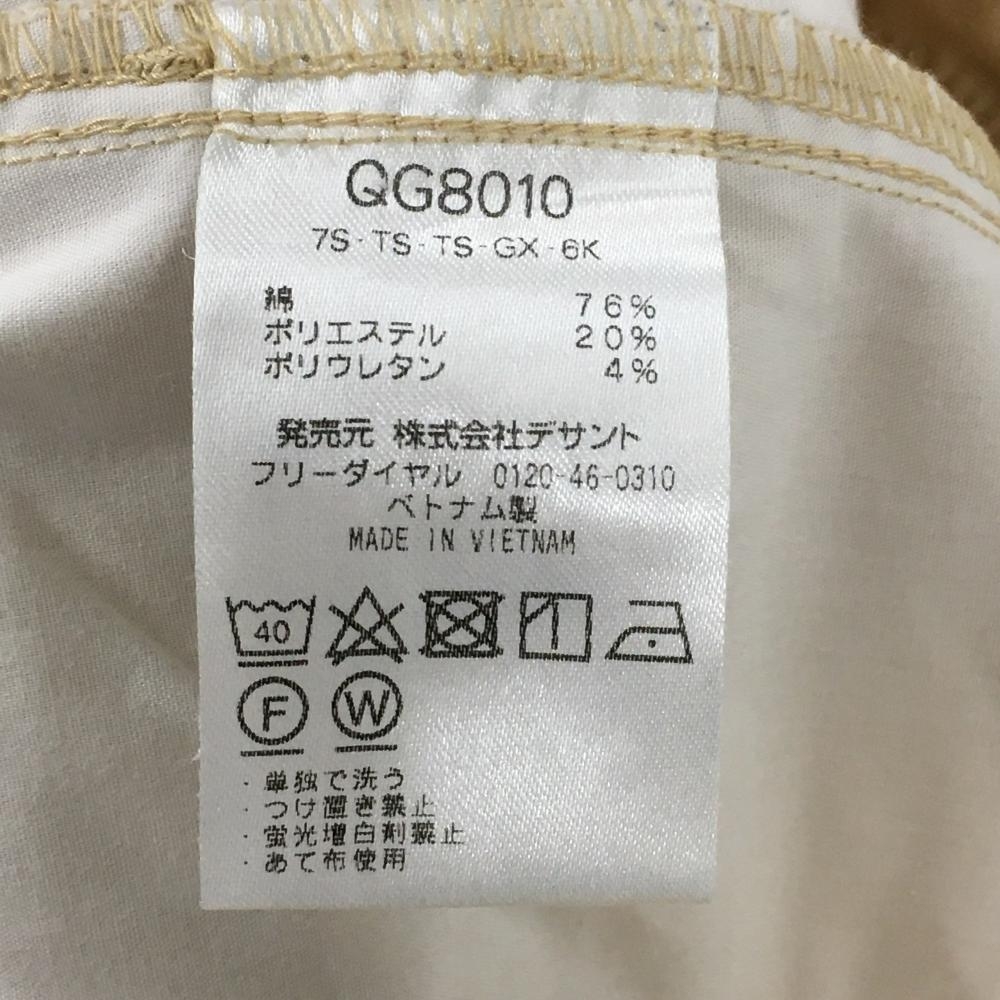 QG8010
7S-TS-TS-GX-6K
綿 76%
ポリエステル 20%
ポリウレタン 4%
発売元 株式会社デサント
フリーダイヤル 0120-46-0310
ベトナム製
MADE IN VIETNAM
40
F W
・単独で洗う
・つけ置き禁止
・蛍光増白剤禁止
・あて布使用